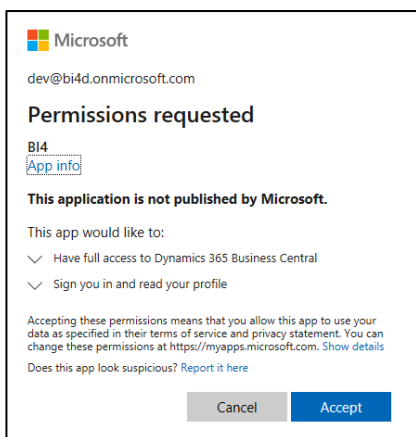 Microsoft
dev@bi4d.onmicrosoft.com
Permissions requested
BI4
App info
This application is not published by Microsoft.
This app would like to:
Have full access to Dynamics 365 Business Central
Sign you in and read your profile
Accepting these permissions means that you allow this app to use your
data as specified in their terms of service and privacy statement. You can
change these permissions at https://myapps.microsoft.com. Show details
Does this app look suspicious? Report it here
Cancel Accept